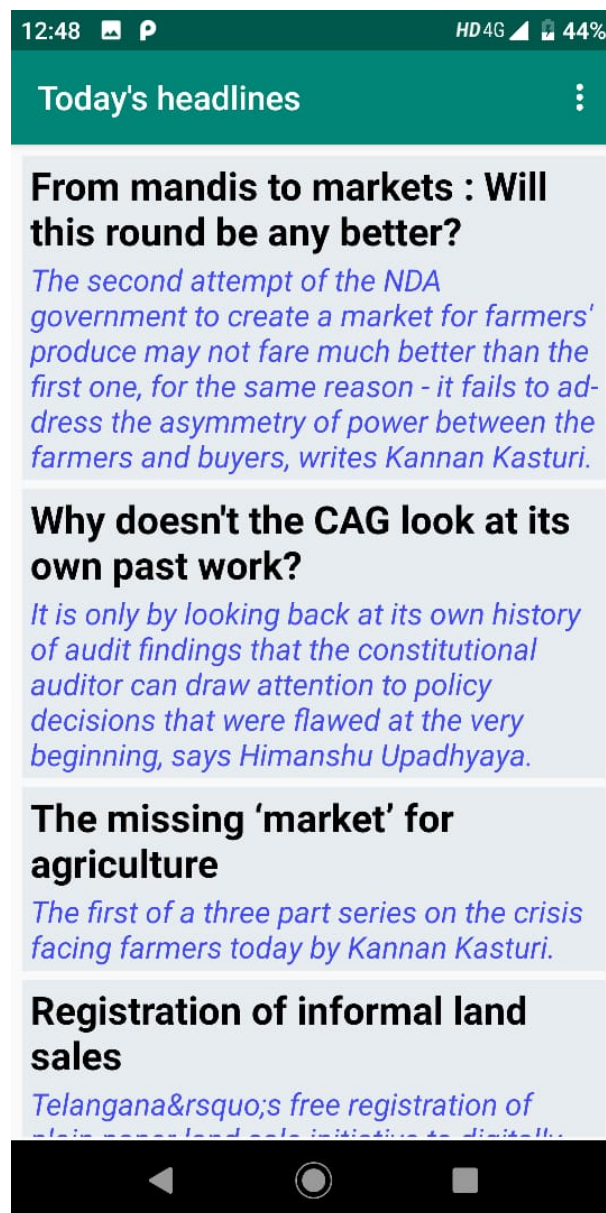 12:48 P HD 4G 44%
Today's headlines
From mandis to markets : Will
this round be any better?
The second attempt of the NDA
government to create a market for farmers'
produce may not fare much better than the
first one, for the same reason - it fails to ad-
dress the asymmetry of power between the
farmers and buyers, writes Kannan Kasturi.
Why doesn't the CAG look at its
own past work?
It is only by looking back at its own history
of audit findings that the constitutional
auditor can draw attention to policy
decisions that were flawed at the very
beginning, says Himanshu Upadhyaya.
The missing ‘market’ for
agriculture
The first of a three part series on the crisis
facing farmers today by Kannan Kasturi.
Registration of informal land
sales
Telangana&rsquo;s free registration of
plain paper land sale initiative to digitally